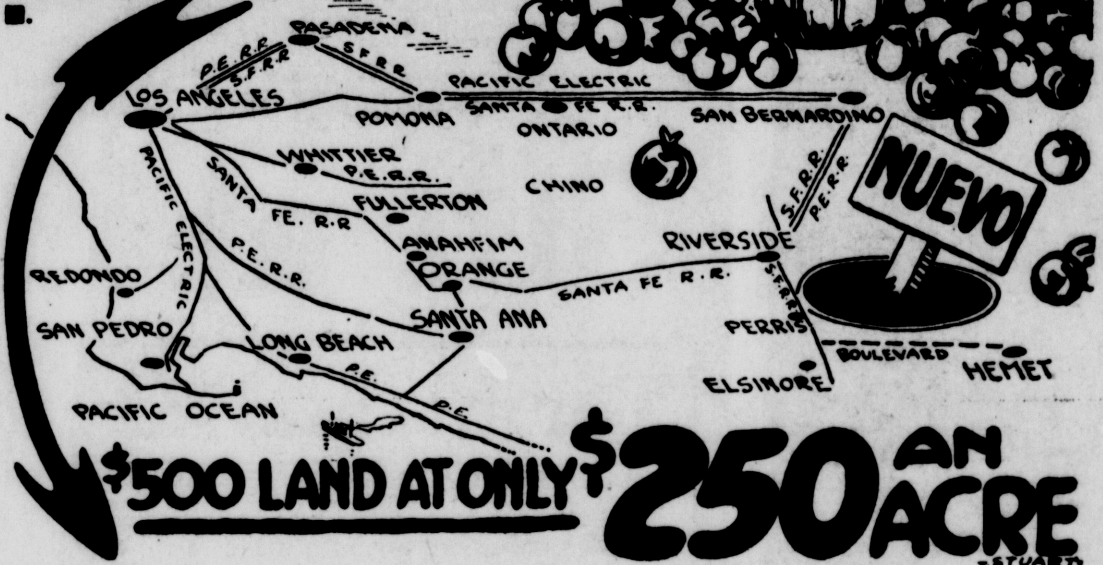 PASADENA
P.E.R.R.
S.F.R.R
S F R R
LOS ANGELES
PACIFIC ELECTRIC
SANTA FE R.R.
POMONA
ONTARIO
SAN BERNARDINO
NUEVO
WHITTIER
P.E.R.R.
CHINO
PACIFIC ELECTRIC
SANTA FE. R.R
FULLERTON
S.F.R.R.
P.E.R.R.
ANAHEIM
ORANGE
RIVERSIDE
P.E.R.R.
REDONDO
SANTA FE R.R.
S.F.R.R.
SAN PEDRO
LONG BEACH
SANTA ANA
PERRIS
BOULEVARD
HEMET
P.E.
ELSINORE
P.E.
PACIFIC OCEAN
$500 LAND AT ONLY $250 AN ACRE
-STUART-